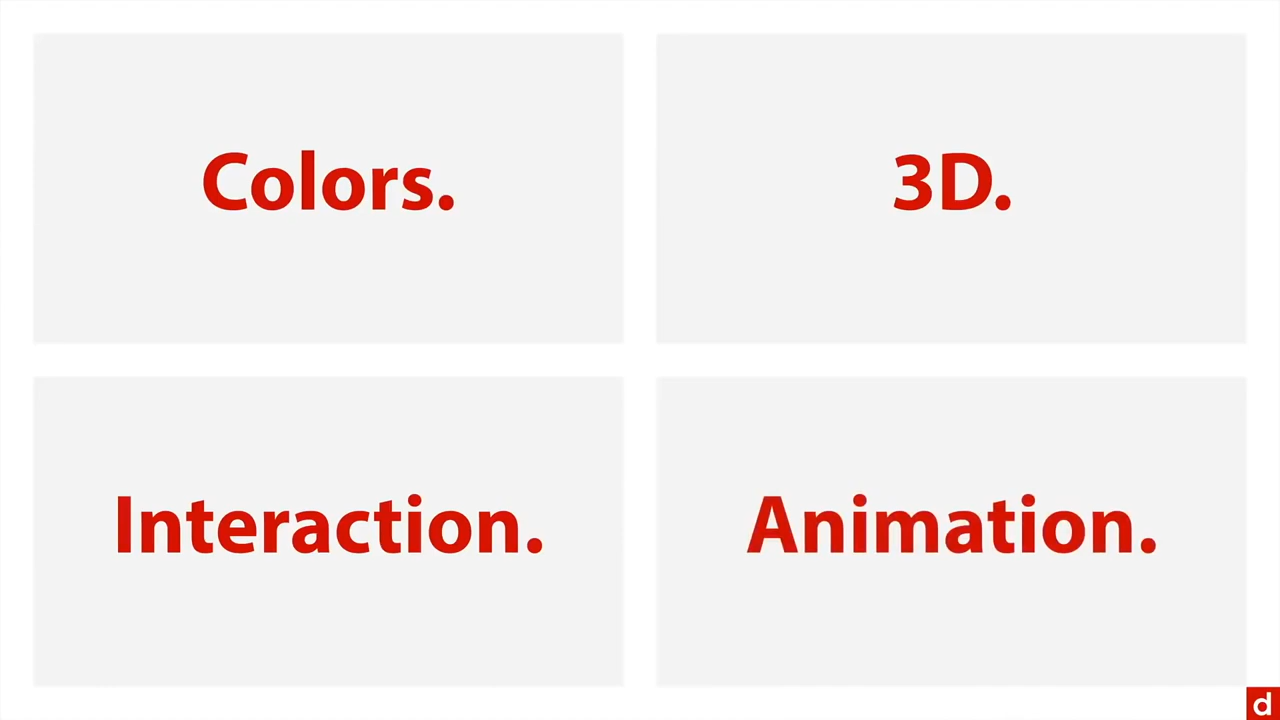 Colors.
3D.
Interaction.
Animation.
d